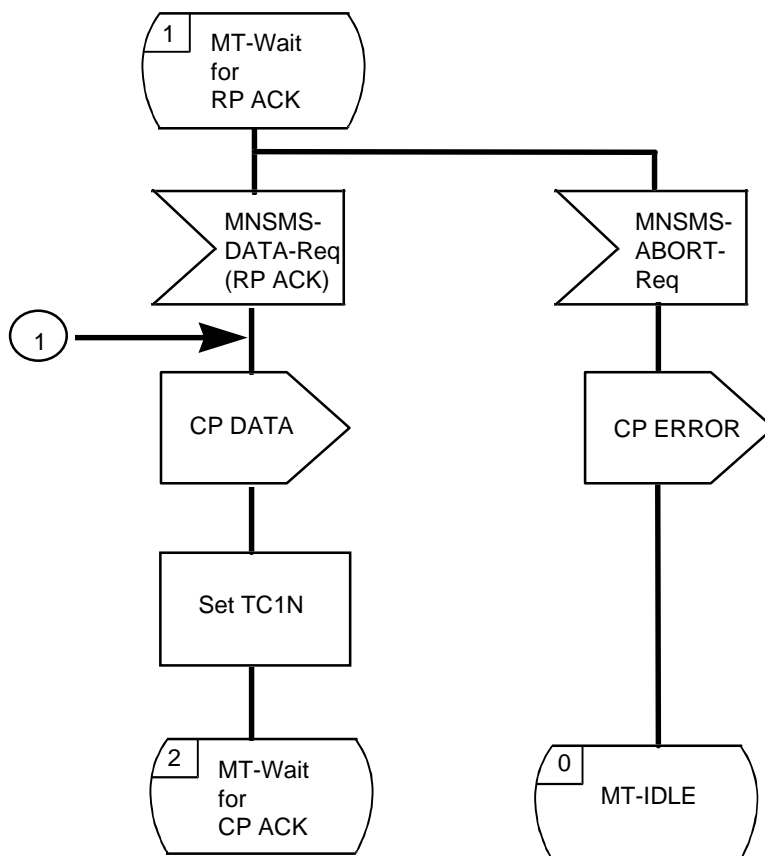 1
MT-Wait
for
RP ACK
MNSMS-
DATA-Req
(RP ACK)
MNSMS-
ABORT-
Req
1
CP DATA
CP ERROR
Set TC1N
2
MT-Wait
for
CP ACK
0
MT-IDLE